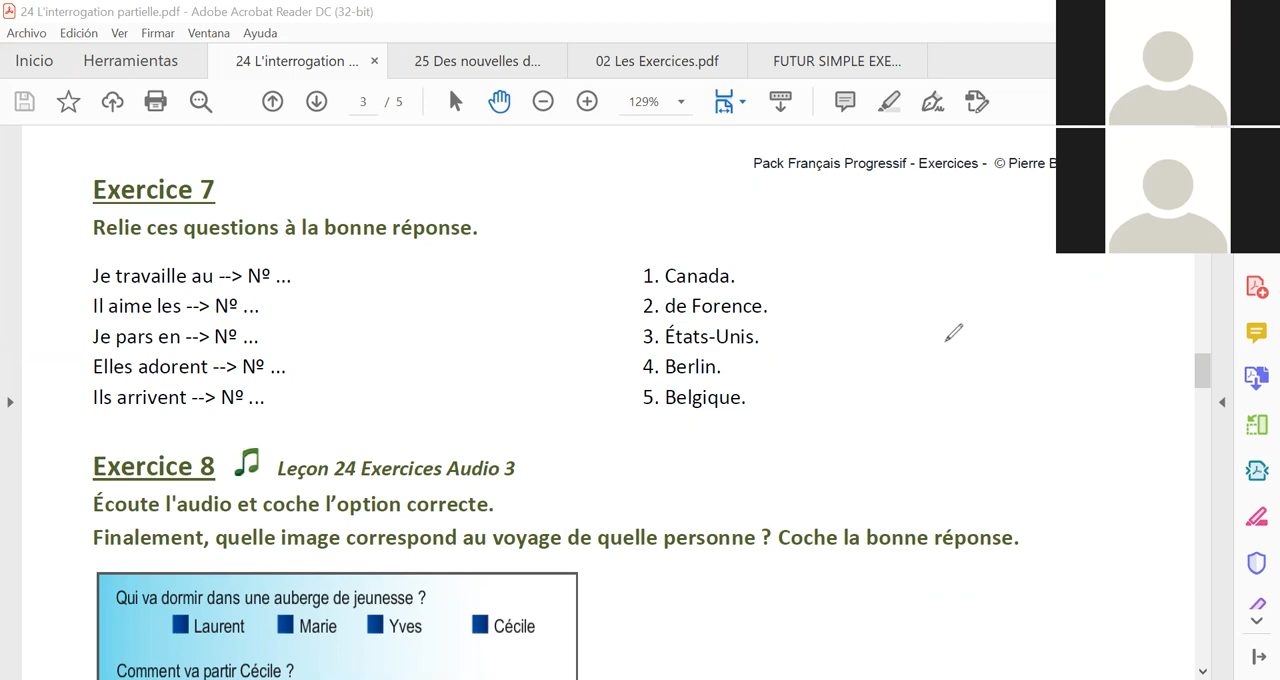 24 L'interrogation partielle.pdf - Adobe Acrobat Reader DC (32-bit)
Archivo Edición Ver Firmar Ventana Ayuda
Inicio Herramientas 24 L'interrogation ... × 25 Des nouvelles d... 02 Les Exercices.pdf FUTUR SIMPLE EXE...
3 / 5 129%
Pack Français Progressif - Exercices - © Pierre
Exercice 7
Relie ces questions à la bonne réponse.
Je travaille au --> Nº ... 1. Canada.
Il aime les --> Nº ... 2. de Forence.
Je pars en --> Nº ... 3. États-Unis.
Elles adorent --> Nº ... 4. Berlin.
Ils arrivent --> Nº ... 5. Belgique.
Exercice 8 Leçon 24 Exercices Audio 3
Écoute l'audio et coche l’option correcte.
Finalement, quelle image correspond au voyage de quelle personne ? Coche la bonne réponse.
Qui va dormir dans une auberge de jeunesse ?
Laurent Marie Yves Cécile
Comment va partir Cécile ?